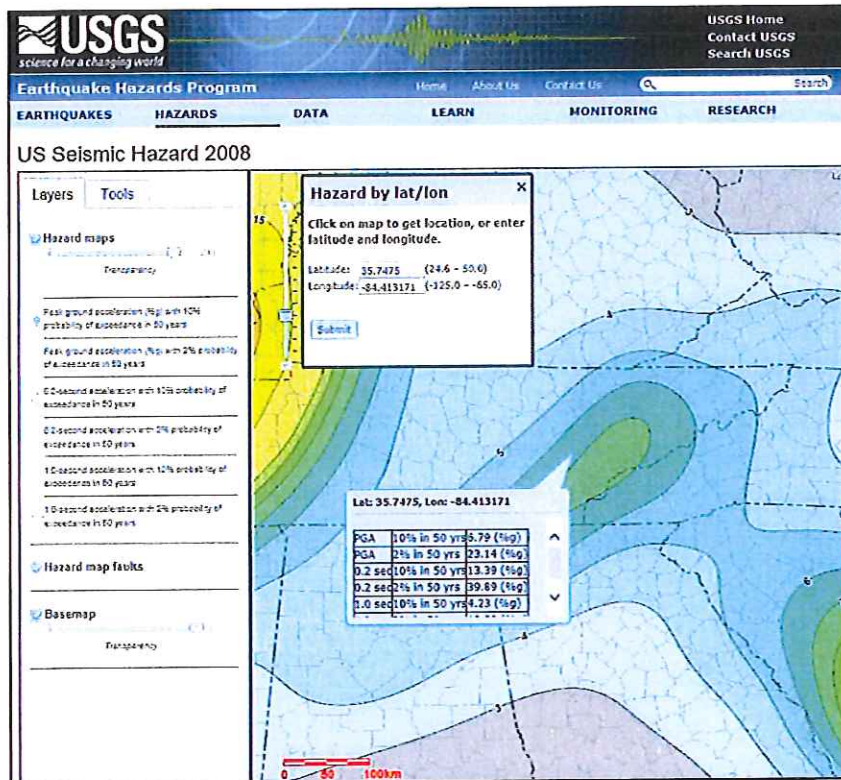 USGS
science for a changing world
USGS Home
Contact USGS
Search USGS
Earthquake Hazards Program
Home About Us Contact Us Search
EARTHQUAKES HAZARDS DATA LEARN MONITORING RESEARCH
US Seismic Hazard 2008
Layers Tools
Hazard maps
Transparency
Peak ground acceleration (%g) with 10%
probability of exceedance in 50 years
Peak ground acceleration (%g) with 2% probability
of exceedance in 50 years
0.2-second acceleration with 10% probability of
exceedance in 50 years
0.2-second acceleration with 2% probability of
exceedance in 50 years
1.0-second acceleration with 10% probability of
exceedance in 50 years
1.0-second acceleration with 2% probability of
exceedance in 50 years
Hazard map faults
Basemap
Transparency
15
Hazard by lat/lon ×
Click on map to get location, or enter
latitude and longitude.
Latitude: 35.7475 (24.6 - 50.0)
Longitude: -84.413171 (-125.0 - -65.0)
Submit
3
4
6
Lat: 35.7475, Lon: -84.413171
PGA 10% in 50 yrs 6.79 (%g)
PGA 2% in 50 yrs 23.14 (%g)
0.2 sec 10% in 50 yrs 13.39 (%g)
0.2 sec 2% in 50 yrs 39.69 (%g)
1.0 sec 10% in 50 yrs 4.23 (%g)
6
4
3
0 50 100km